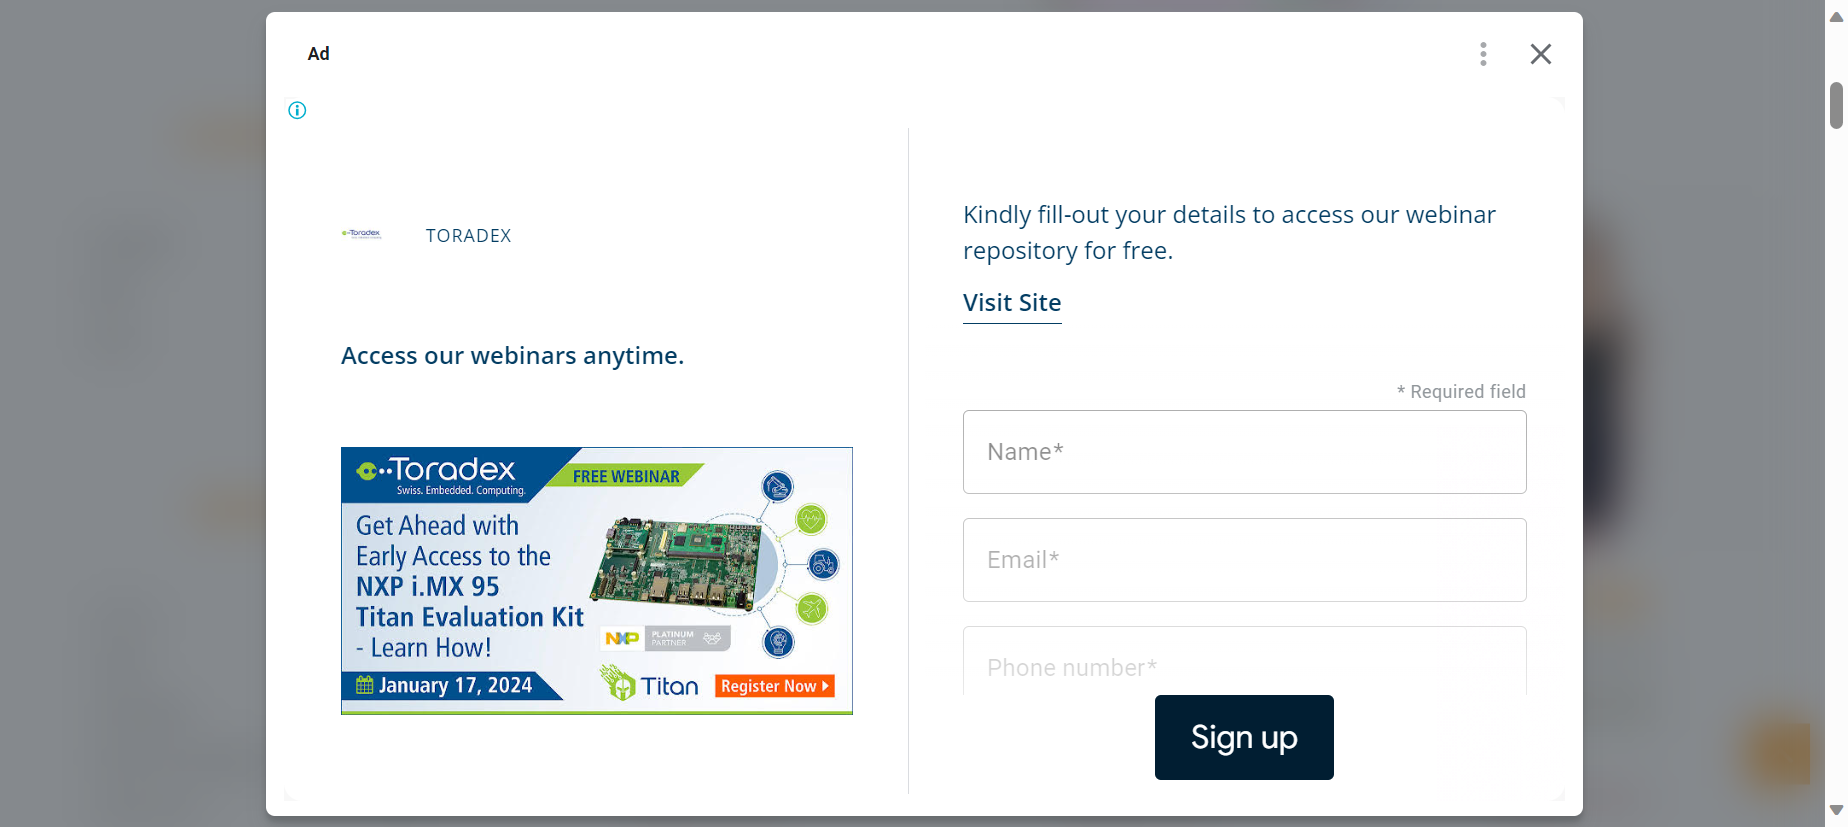 Ad
Toradex
TORADEX
Access our webinars anytime.
Toradex
Swiss. Embedded. Computing.
FREE WEBINAR
Get Ahead with
Early Access to the
NXP i.MX 95
Titan Evaluation Kit
- Learn How!
NXP PLATINUM
PARTNER
January 17, 2024
Titan
Register Now
Kindly fill-out your details to access our webinar
repository for free.
Visit Site
* Required field
Name*
Email*
Phone number*
Sign up